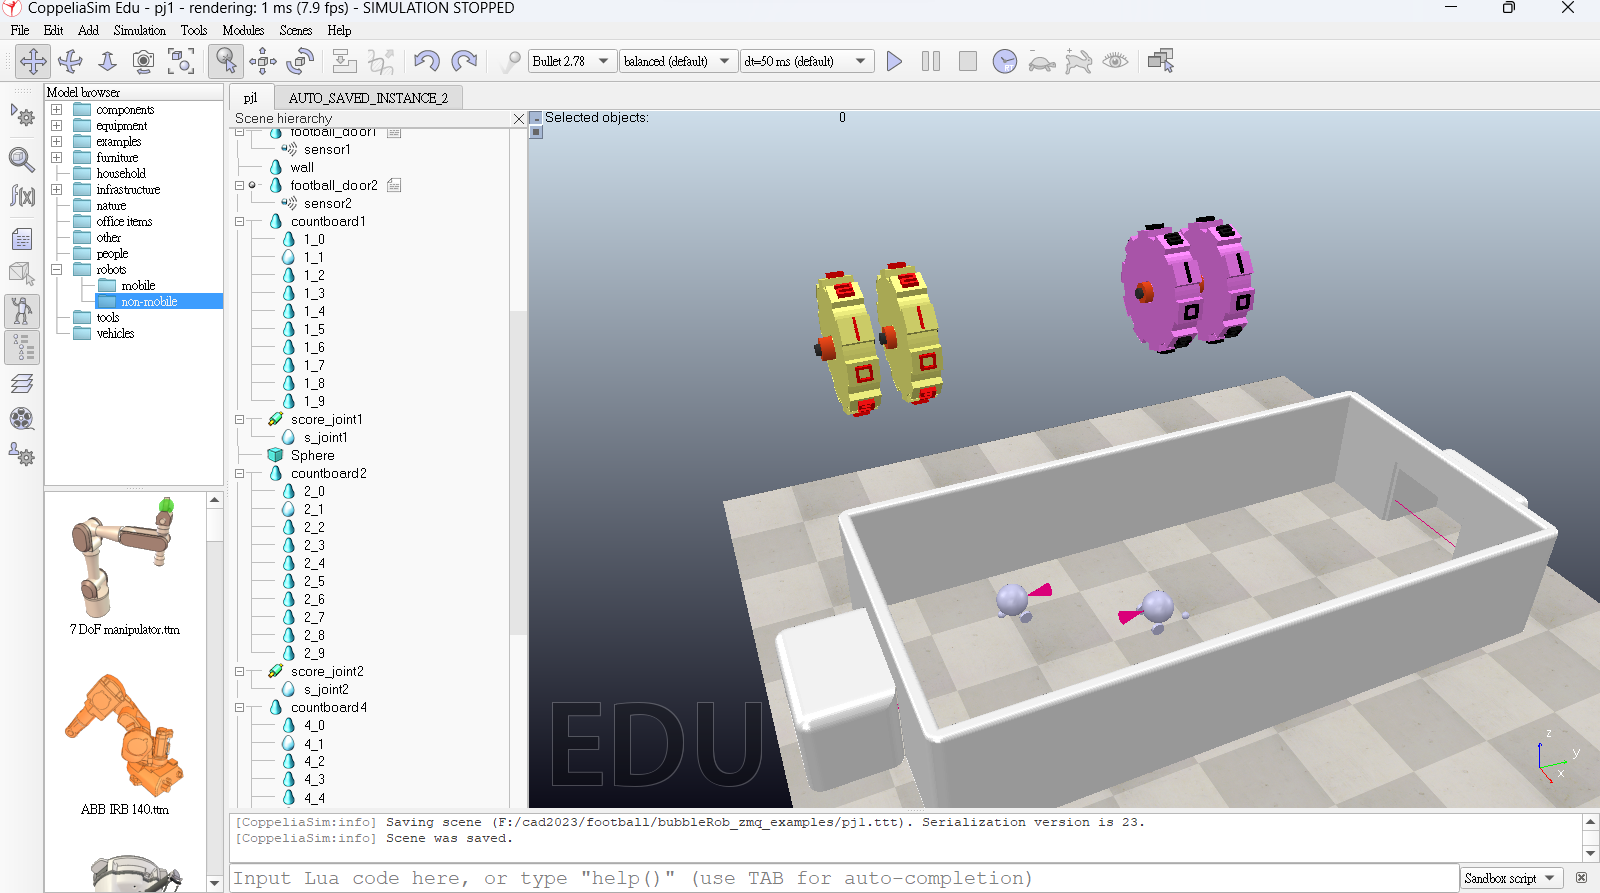 CoppeliaSim Edu - pj1 - rendering: 1 ms (7.9 fps) - SIMULATION STOPPED
File Edit Add Simulation Tools Modules Scenes Help
Bullet 2.78 balanced (default) dt=50 ms (default)
Model browser
components
equipment
examples
furniture
household
infrastructure
nature
office items
other
people
robots
mobile
non-mobile
tools
vehicles
7 DoF manipulator.ttm
ABB IRB 140.ttm
pj1 AUTO_SAVED_INSTANCE_2
Scene hierarchy
football_door1
sensor1
wall
football_door2
sensor2
countboard1
1_0
1_1
1_2
1_3
1_4
1_5
1_6
1_7
1_8
1_9
score_joint1
s_joint1
Sphere
countboard2
2_0
2_1
2_2
2_3
2_4
2_5
2_6
2_7
2_8
2_9
score_joint2
s_joint2
countboard4
4_0
4_1
4_2
4_3
4_4
Selected objects: 0
EDU
z
y
x
[CoppeliaSim:info] Saving scene (F:/cad2023/football/bubbleRob_zmq_examples/pj1.ttt). Serialization version is 23.
[CoppeliaSim:info] Scene was saved.
Input Lua code here, or type "help()" (use TAB for auto-completion)
Sandbox script